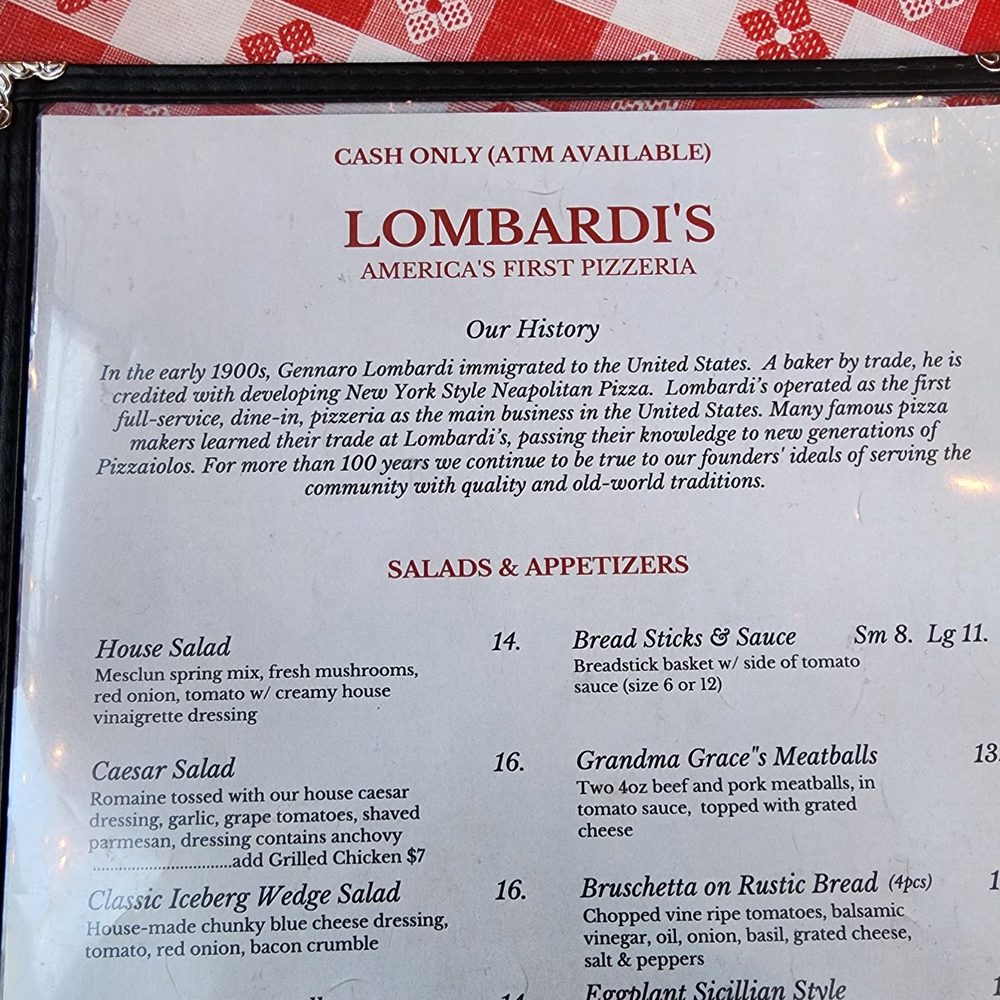 CASH ONLY (ATM AVAILABLE)
LOMBARDI'S
AMERICA'S FIRST PIZZERIA
Our History
In the early 1900s, Gennaro Lombardi immigrated to the United States. A baker by trade, he is
credited with developing New York Style Neapolitan Pizza. Lombardi's operated as the first
full-service, dine-in, pizzeria as the main business in the United States. Many famous pizza
makers learned their trade at Lombardi's, passing their knowledge to new generations of
Pizzaiolos. For more than 100 years we continue to be true to our founders' ideals of serving the
community with quality and old-world traditions.
SALADS & APPETIZERS
House Salad 14.
Mesclun spring mix, fresh mushrooms,
red onion, tomato w/ creamy house
vinaigrette dressing
Caesar Salad 16.
Romaine tossed with our house caesar
dressing, garlic, grape tomatoes, shaved
parmesan, dressing contains anchovy
.................................add Grilled Chicken $7
Classic Iceberg Wedge Salad 16.
House-made chunky blue cheese dressing,
tomato, red onion, bacon crumble
Bread Sticks & Sauce Sm 8. Lg 11.
Breadstick basket w/ side of tomato
sauce (size 6 or 12)
Grandma Grace"s Meatballs 13.
Two 4oz beef and pork meatballs, in
tomato sauce, topped with grated
cheese
Bruschetta on Rustic Bread (4pcs)
Chopped vine ripe tomatoes, balsamic
vinegar, oil, onion, basil, grated cheese,
salt & peppers
Eggplant Sicillian Style